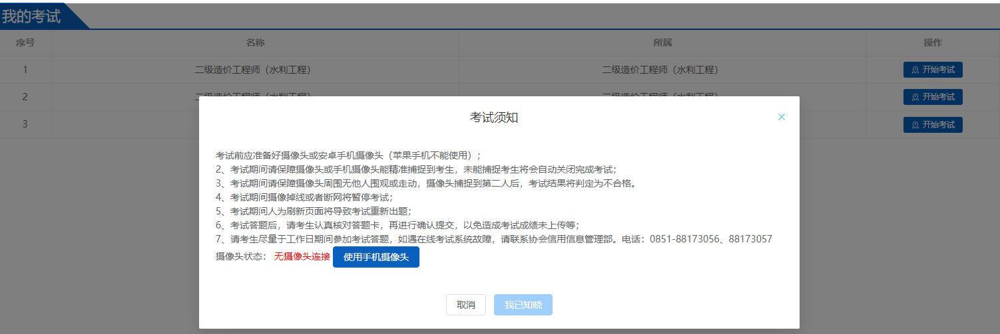 我的考试
序号 名称 所属 操作
1 二级造价工程师（水利工程） 二级造价工程师（水利工程） 开始考试
2 二级造价工程师（水利工程） 二级造价工程师（水利工程） 开始考试
3 开始考试
考试须知
考试前应准备好摄像头或安卓手机摄像头（苹果手机不能使用）；
2、考试期间请保障摄像头或手机摄像头能精准捕捉到考生，未能捕捉考生将会自动关闭完成考试；
3、考试期间请保障摄像头周围无他人围观或走动，摄像头捕捉到第二人后，考试结果将判定为不合格。
4、考试期间摄像掉线或者断网将暂停考试；
5、考试期间人为刷新页面将导致考试重新出题；
6、考试答题后，请考生认真核对答题卡，再进行确认提交，以免造成考试成绩未上传等；
7、请考生尽量于工作日期间参加考试答题，如遇在线考试系统故障，请联系协会信用信息管理部。电话：0851-88173056、88173057
摄像头状态： 无摄像头连接 使用手机摄像头
取消 我已知晓